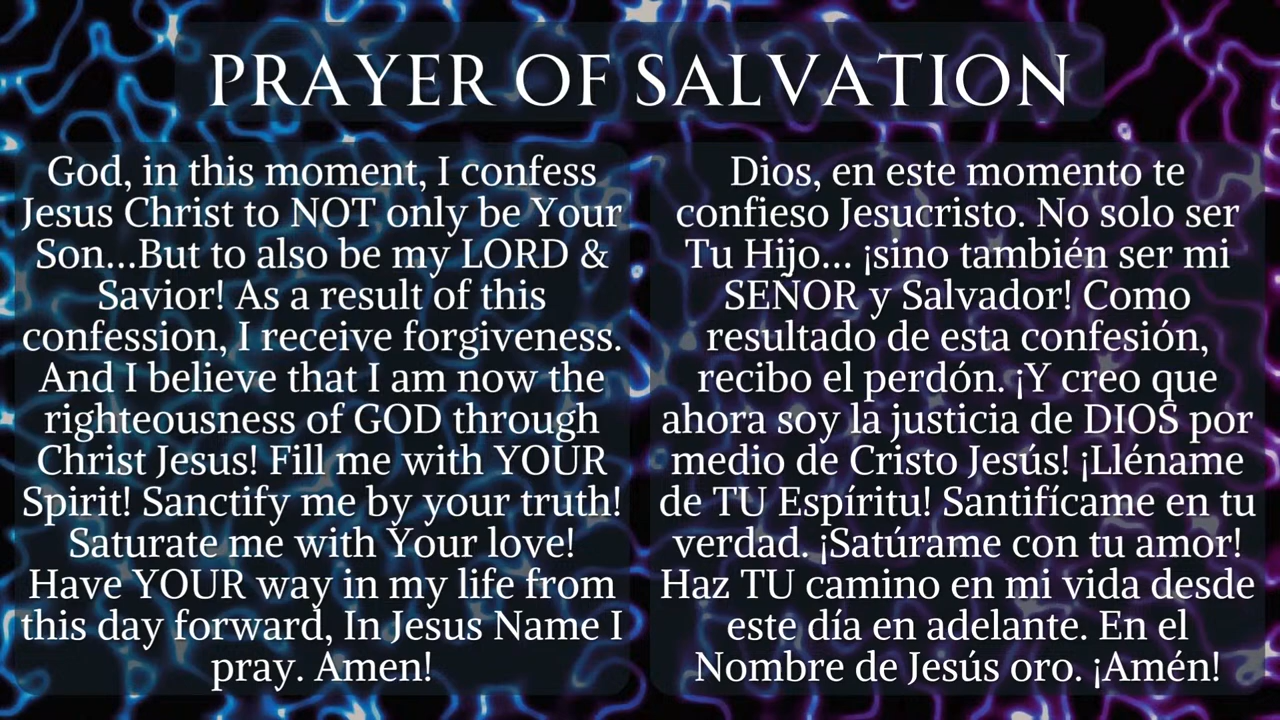 PRAYER OF SALVATION
God, in this moment, I confess
Jesus Christ to NOT only be Your
Son...But to also be my LORD &
Savior! As a result of this
confession, I receive forgiveness.
And I believe that I am now the
righteousness of GOD through
Christ Jesus! Fill me with YOUR
Spirit! Sanctify me by your truth!
Saturate me with Your love!
Have YOUR way in my life from
this day forward, In Jesus Name I
pray. Amen!
Dios, en este momento te
confieso Jesucristo. No solo ser
Tu Hijo... ¡sino también ser mi
SEÑOR y Salvador! Como
resultado de esta confesión,
recibo el perdón. ¡Y creo que
ahora soy la justicia de DIOS por
medio de Cristo Jesús! ¡Lléname
de TU Espíritu! Santifícame en tu
verdad. ¡Satúrame con tu amor!
Haz TU camino en mi vida desde
este día en adelante. En el
Nombre de Jesús oro. ¡Amén!